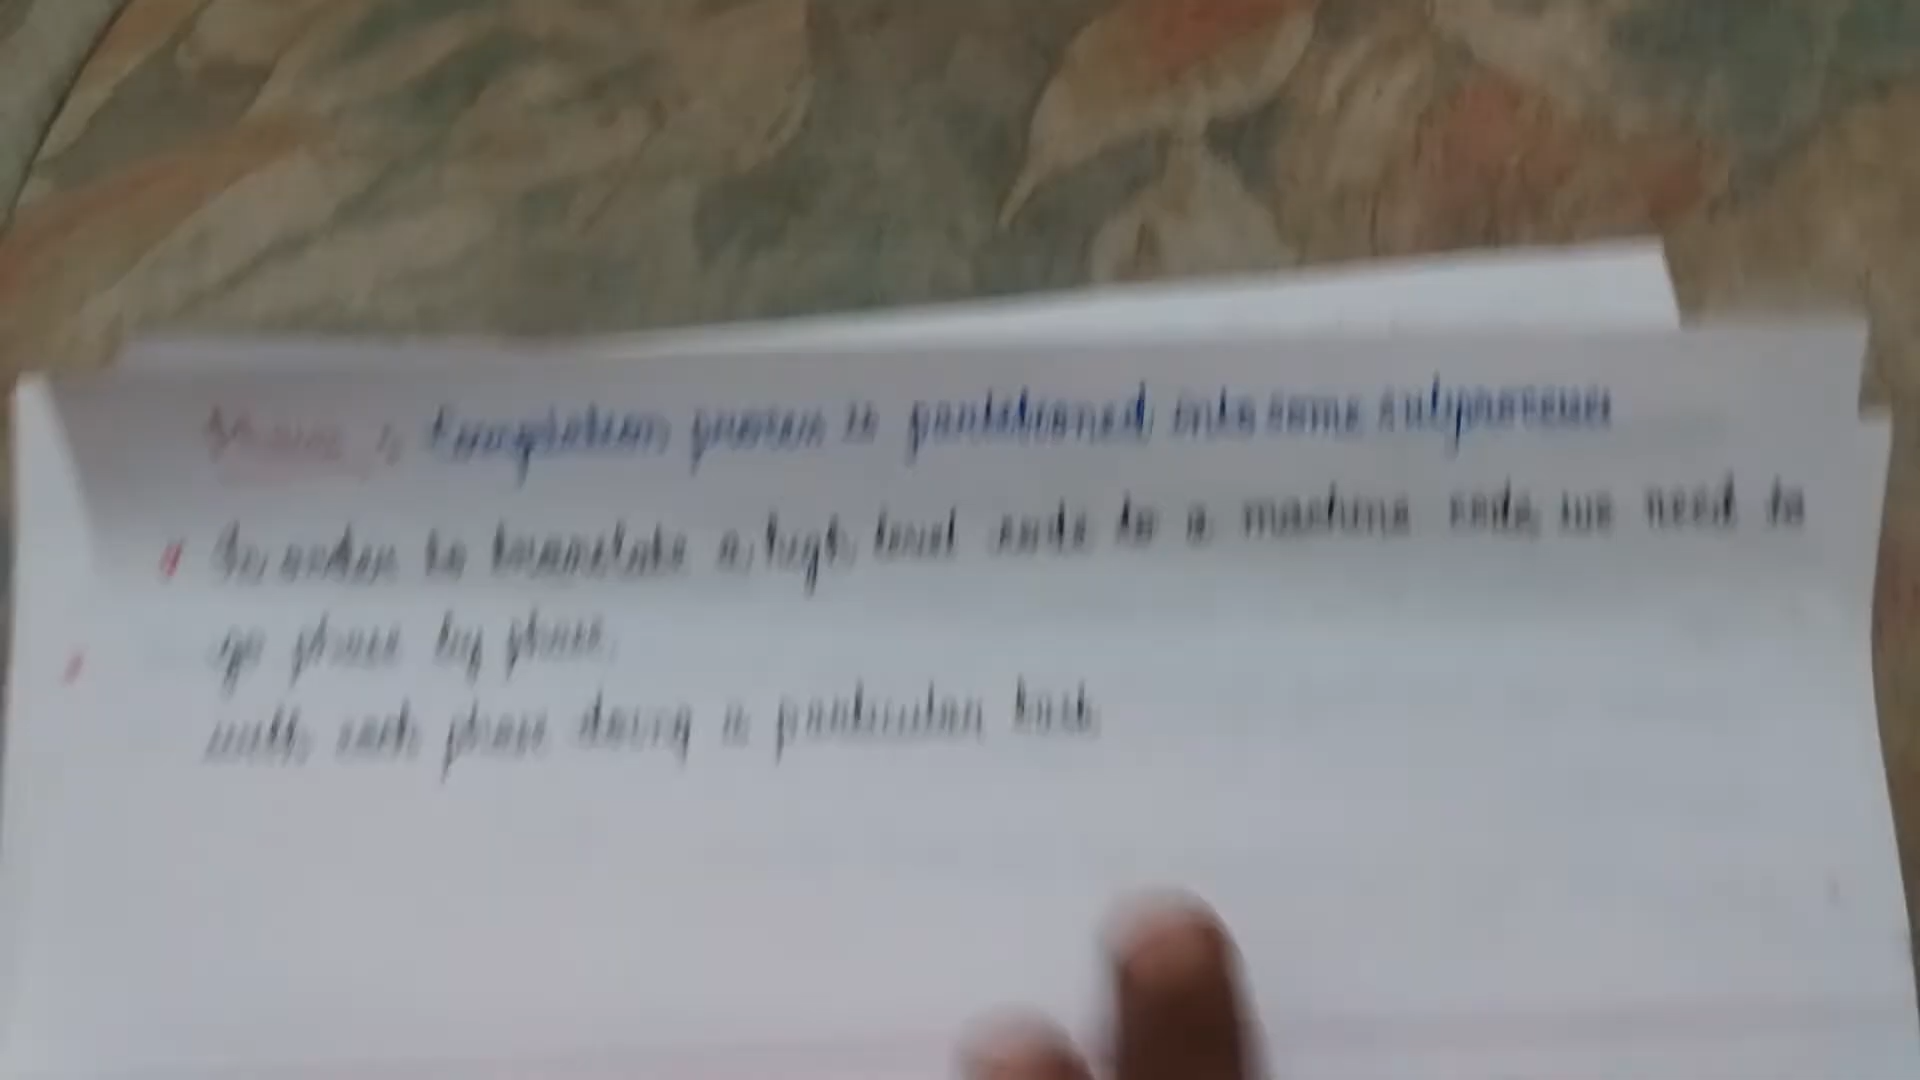 Phases : Compilation process is partitioned into some subprocesses
In order to translate a high level code to a machine code, we need to
go phase by phase,
with each phase doing a particular task